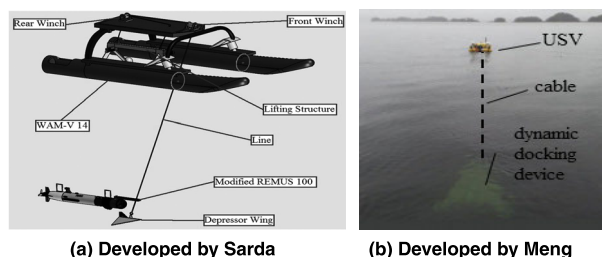 Rear Winch
Front Winch
Lifting Structure
WAM-V 14
Line
Modified REMUS 100
Depressor Wing
(a) Developed by Sarda
USV
cable
dynamic
docking
device
(b) Developed by Meng